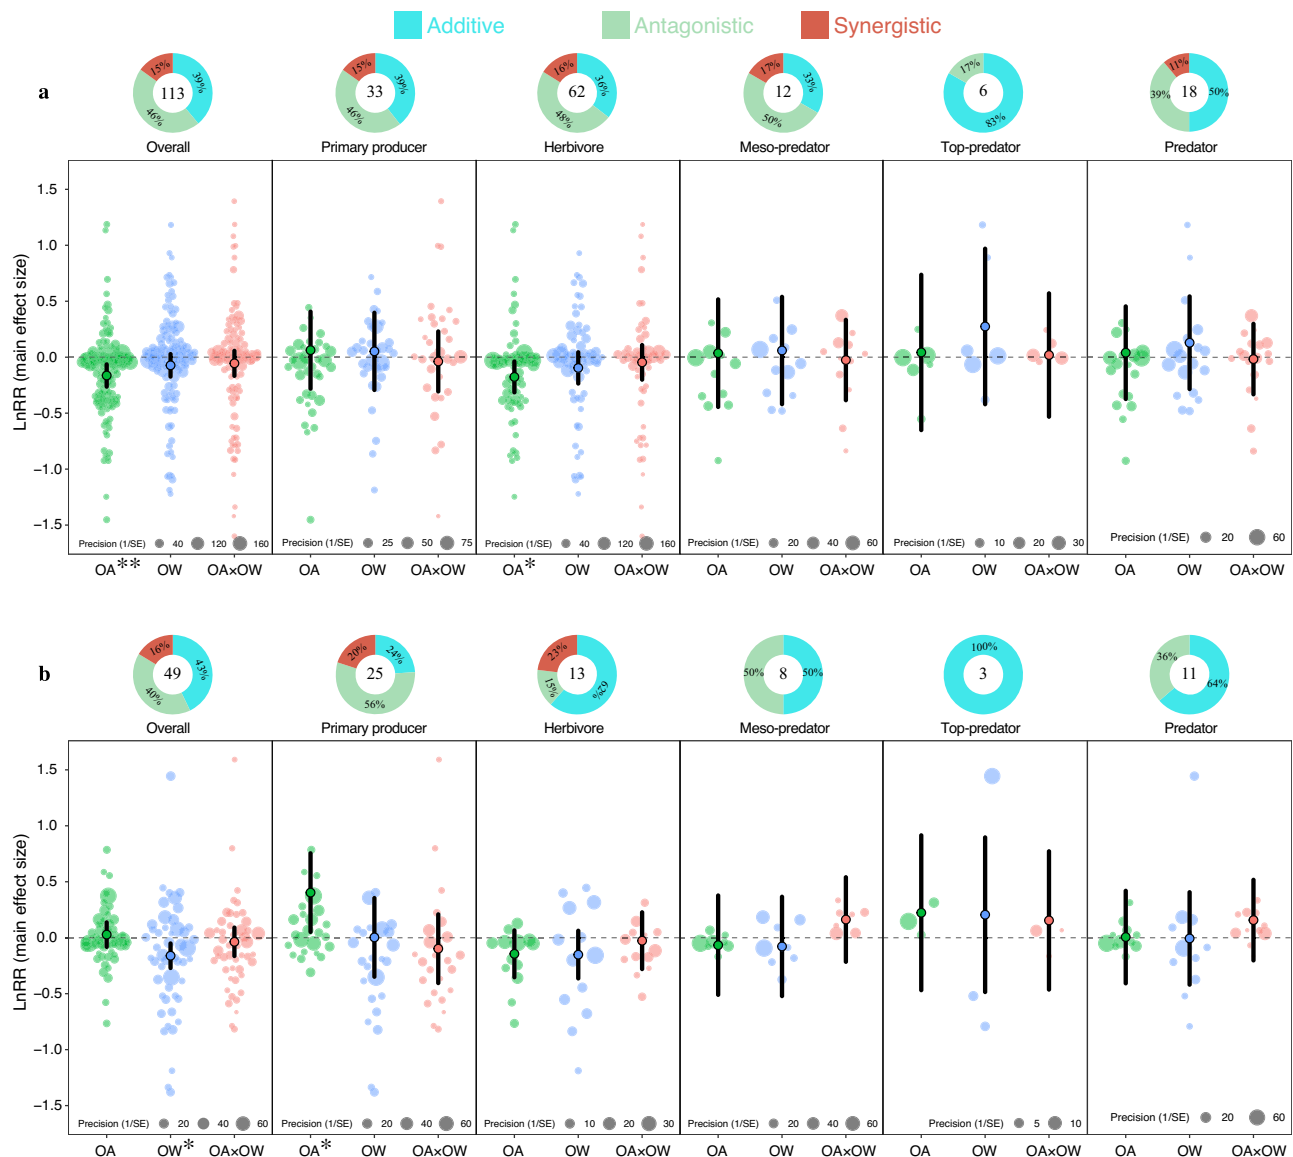 Additive Antagonistic Synergistic
a
15% 39% 46% 113
15% 39% 46% 33
16% 36% 48% 62
17% 33% 50% 12
17% 83% 6
11% 50% 39% 18
Overall Primary producer Herbivore Meso-predator Top-predator Predator
LnRR (main effect size)
1.5
1.0
0.5
0.0
−0.5
−1.0
−1.5
Precision (1/SE) 40 120 160
Precision (1/SE) 25 50 75
Precision (1/SE) 40 120 160
Precision (1/SE) 20 40 60
Precision (1/SE) 10 20 30
Precision (1/SE) 20 60
OA** OW OA×OW OA OW OA×OW OA* OW OA×OW OA OW OA×OW OA OW OA×OW OA OW OA×OW
b
16% 43% 40% 49
20% 24% 56% 25
23% 15% 62% 13
50% 50% 8
100% 3
36% 64% 11
Overall Primary producer Herbivore Meso-predator Top-predator Predator
LnRR (main effect size)
1.5
1.0
0.5
0.0
−0.5
−1.0
−1.5
Precision (1/SE) 20 40 60
Precision (1/SE) 20 40 60
Precision (1/SE) 10 20 30
Precision (1/SE) 20 40 60
Precision (1/SE) 5 10
Precision (1/SE) 20 60
OA OW* OA×OW OA* OW OA×OW OA OW OA×OW OA OW OA×OW OA OW OA×OW OA OW OA×OW